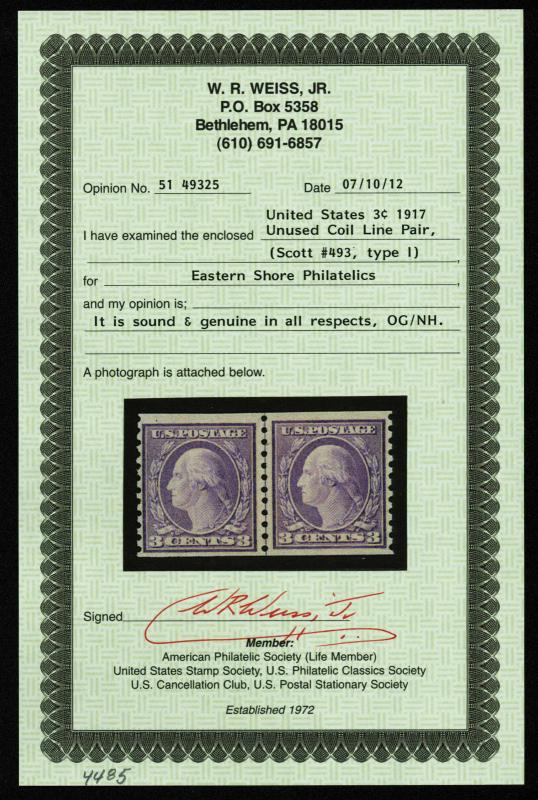 W. R. WEISS, JR.
P.O. Box 5358
Bethlehem, PA 18015
(610) 691-6857
Opinion No. 51 49325 Date 07/10/12
United States 3¢ 1917
I have examined the enclosed Unused Coil Line Pair,
(Scott #493, type I),
for Eastern Shore Philatelics,
and my opinion is;
It is sound & genuine in all respects, OG/NH.
A photograph is attached below.
U.S.POSTAGE U.S.POSTAGE
3 CENTS 3 3 CENTS 3
Signed W R Weiss, Jr.
Member:
American Philatelic Society (Life Member)
United States Stamp Society, U.S. Philatelic Classics Society
U.S. Cancellation Club, U.S. Postal Stationary Society
Established 1972
4485